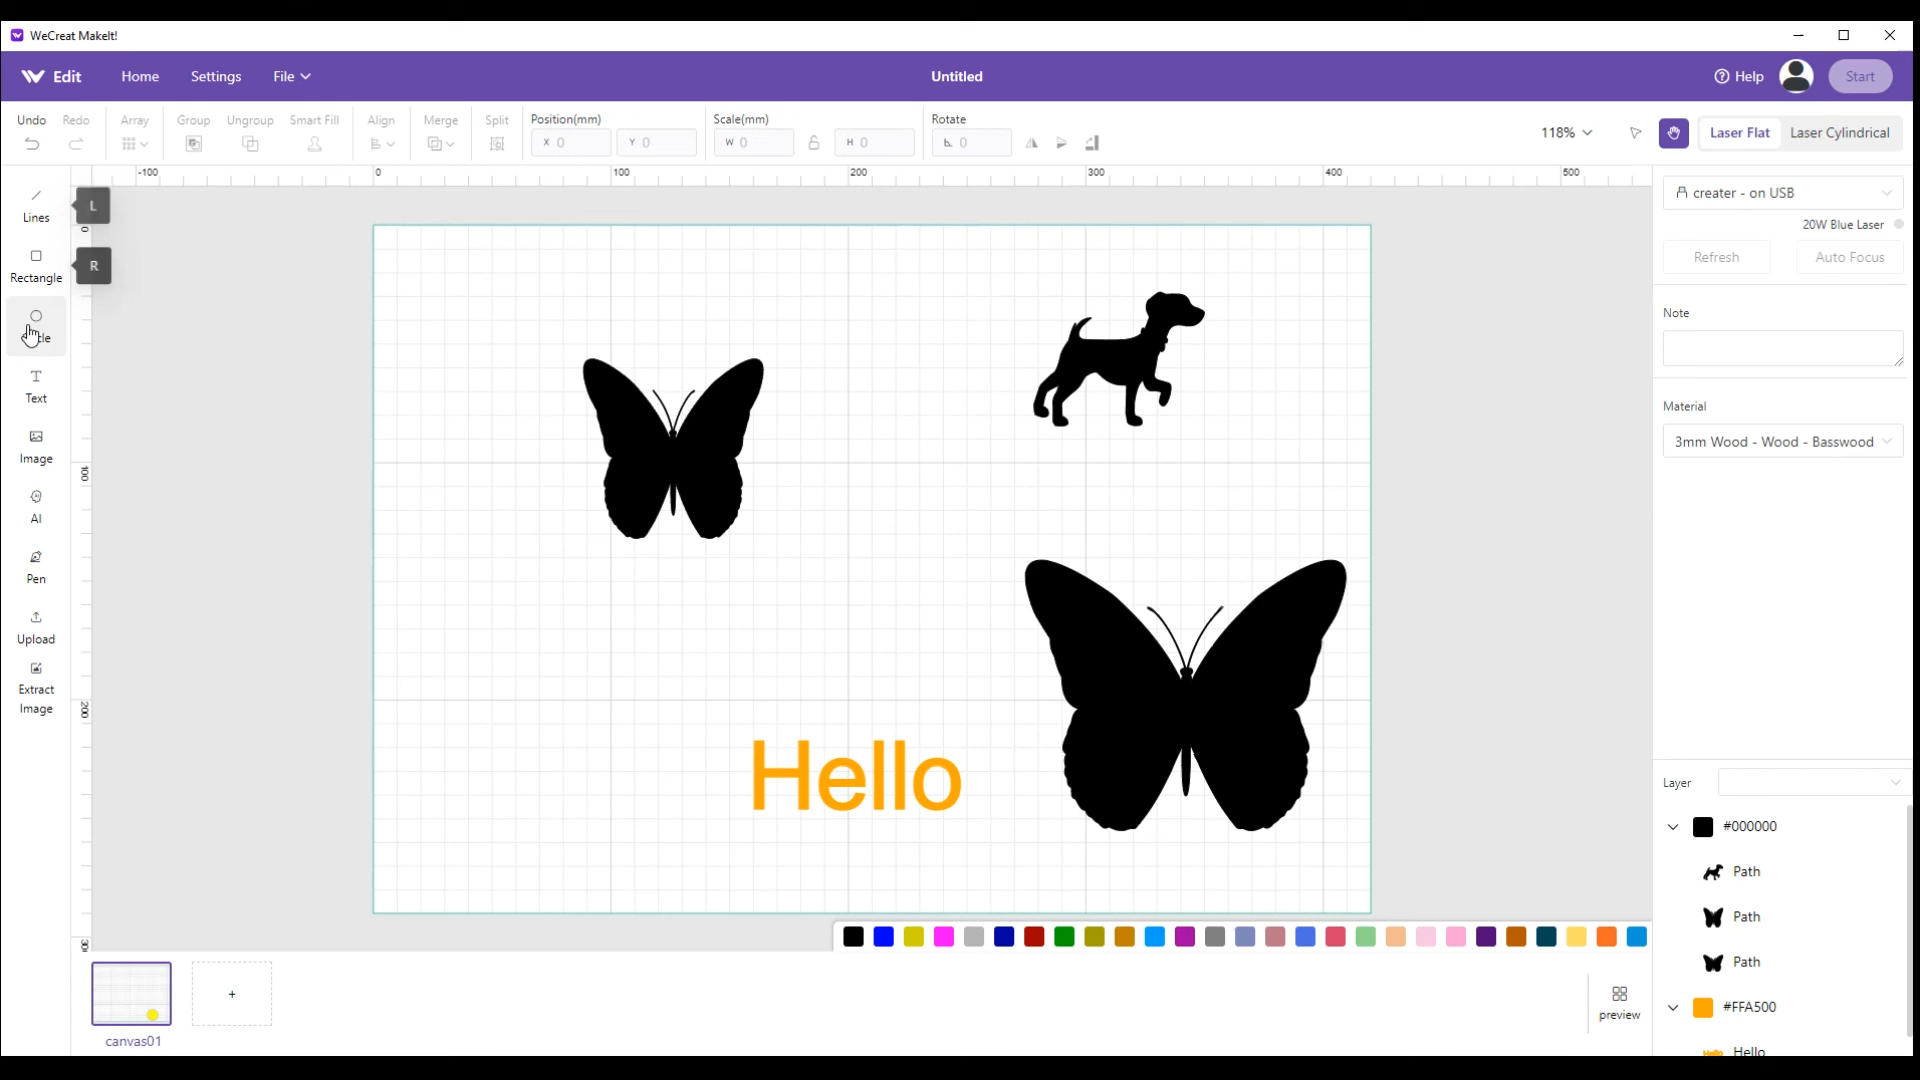 WeCreat MakeIt!
Edit Home Settings File Untitled Help Start
Undo Redo Array Group Ungroup Smart Fill Align Merge Split Position(mm) Scale(mm) Rotate
X 0 Y 0 W 0 H 0 0
118% Laser Flat Laser Cylindrical
-100 0 100 200 300 400 500
0 100 200
Lines L
Rectangle R
Text
Image
AI
Pen
Upload
Extract
Image
Hello
creater - on USB
20W Blue Laser
Refresh Auto Focus
Note
Material
3mm Wood - Wood - Basswood
Layer
#000000
Path
Path
Path
#FFA500
Hello
+
canvas01
preview